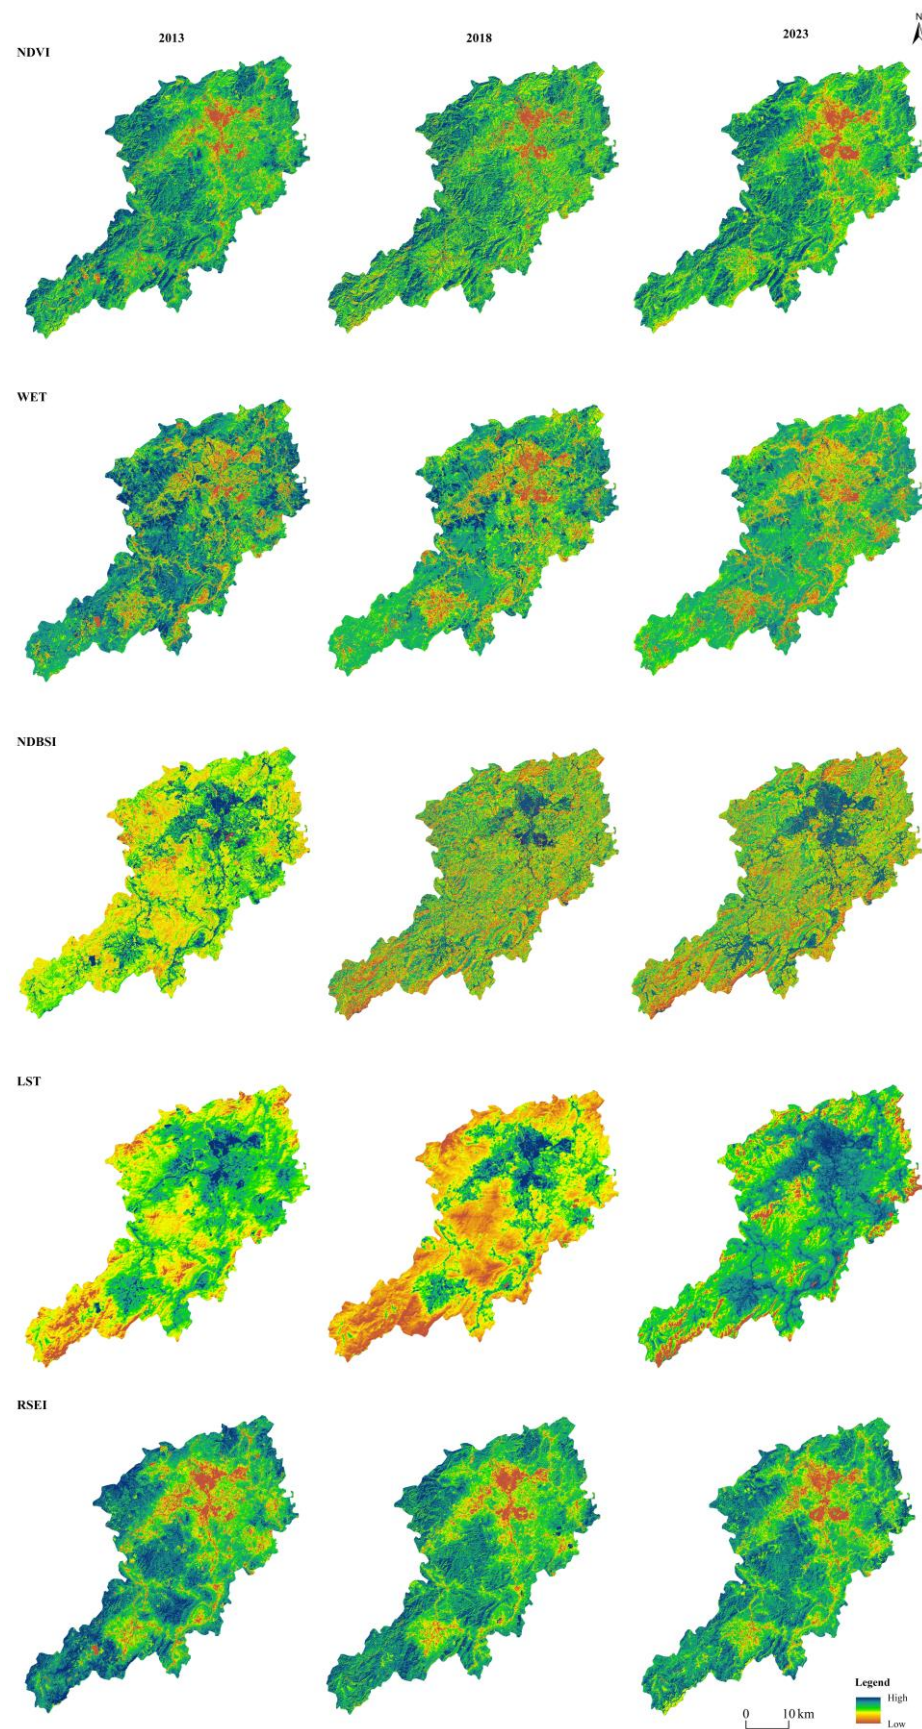 N
2013 2018 2023
NDVI
WET
NDBSI
LST
RSEI
Legend
High
Low
0 10 km